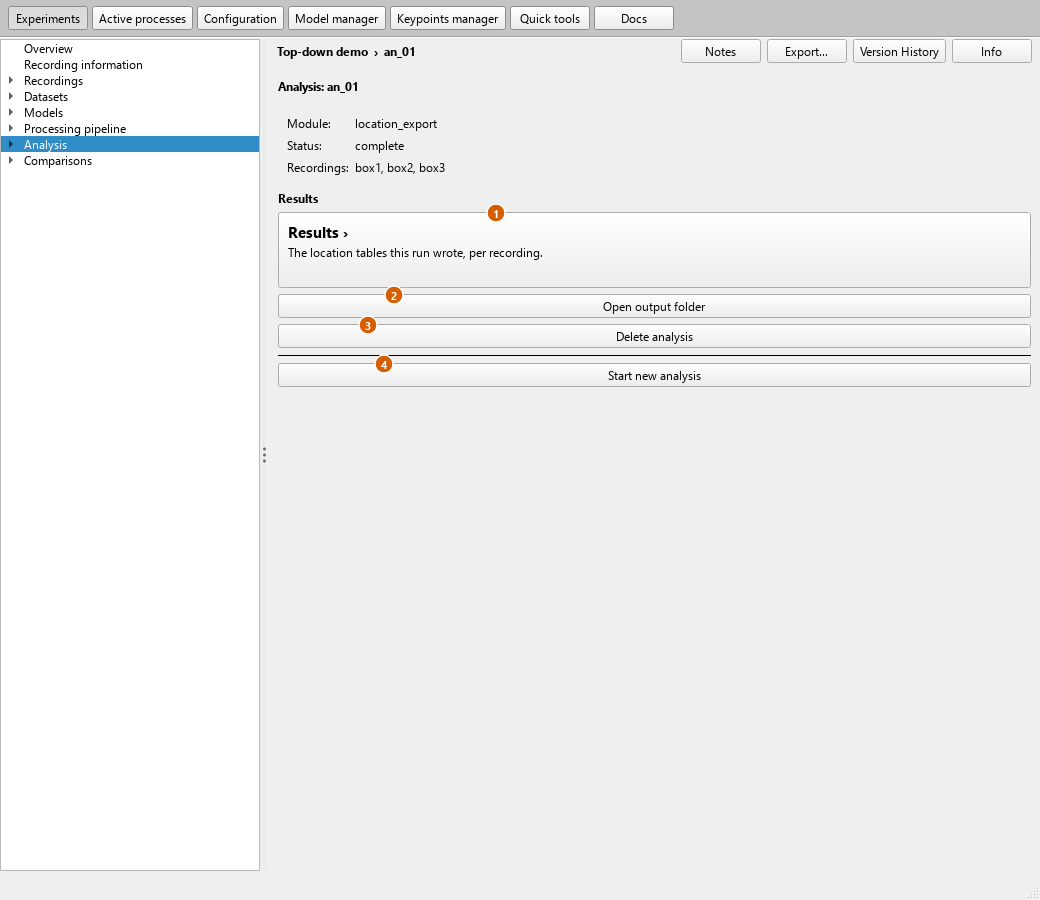 Experiments Active processes Configuration Model manager Keypoints manager Quick tools Docs
Overview
Recording information
Recordings
Datasets
Models
Processing pipeline
Analysis
Comparisons
Top-down demo › an_01
Notes Export... Version History Info
Analysis: an_01
Module: location_export
Status: complete
Recordings: box1, box2, box3
Results
1
Results ›
The location tables this run wrote, per recording.
2
Open output folder
3
Delete analysis
4
Start new analysis